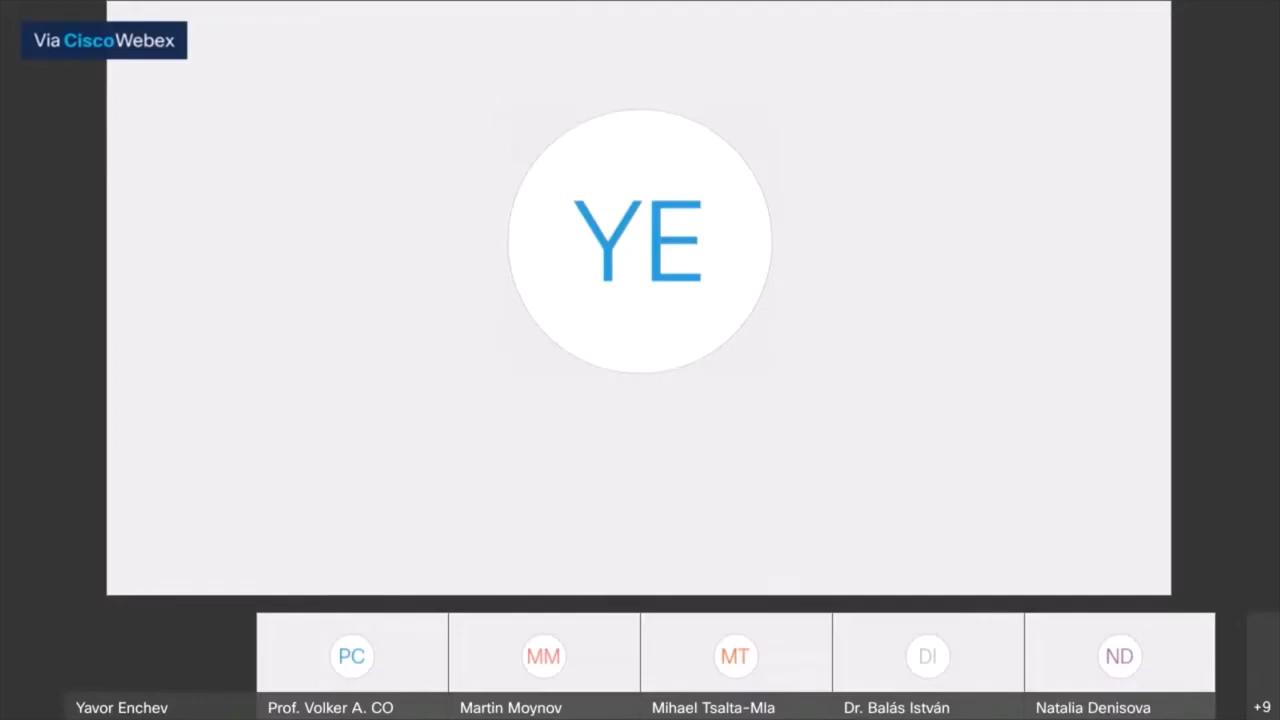 Via CiscoWebex
YE
PC
MM
MT
DI
ND
Yavor Enchev
Prof. Volker A. CO
Martin Moynov
Mihael Tsalta-Mla
Dr. Balás István
Natalia Denisova
+9